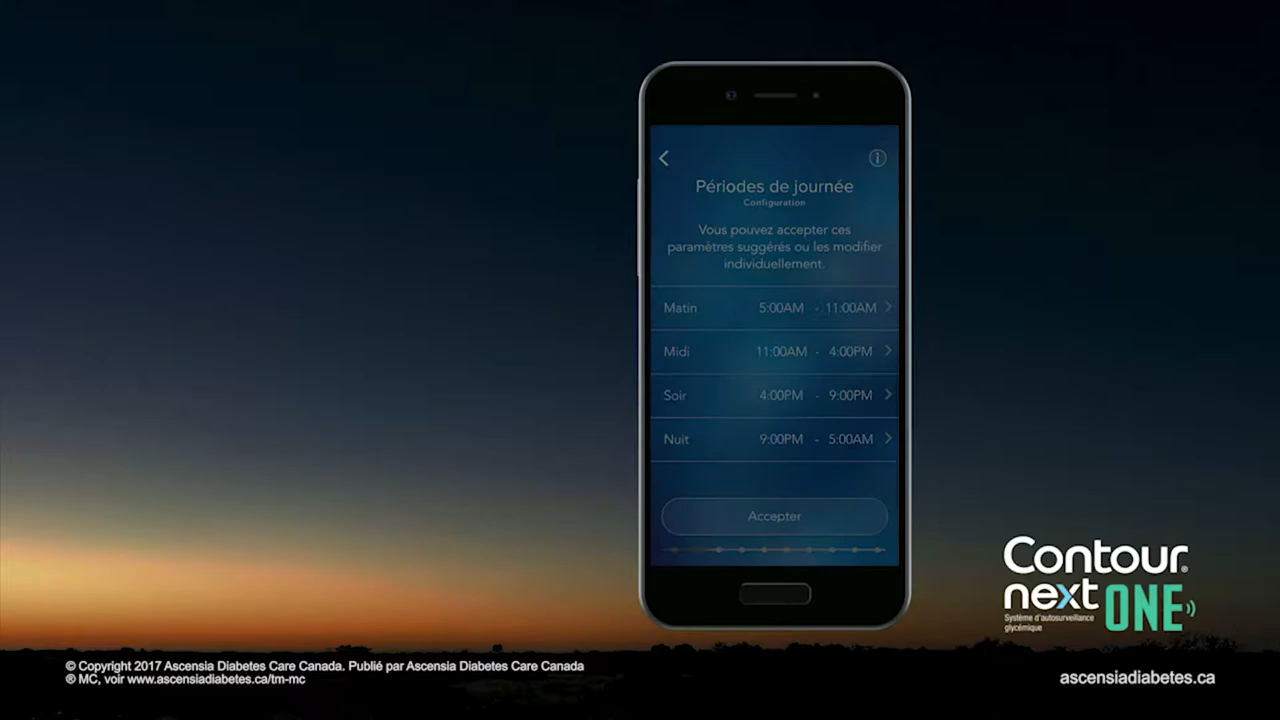 Périodes de journée
Configuration
Vous pouvez accepter ces
paramètres suggérés ou les modifier
individuellement.
Matin 5:00AM - 11:00AM
Midi 11:00AM - 4:00PM
Soir 4:00PM - 9:00PM
Nuit 9:00PM - 5:00AM
Accepter
Contour®
next ONE
Système d'autosurveillance
glycémique
© Copyright 2017 Ascensia Diabetes Care Canada. Publié par Ascensia Diabetes Care Canada
® MC, voir www.ascensiadiabetes.ca/tm-mc
ascensiadiabetes.ca